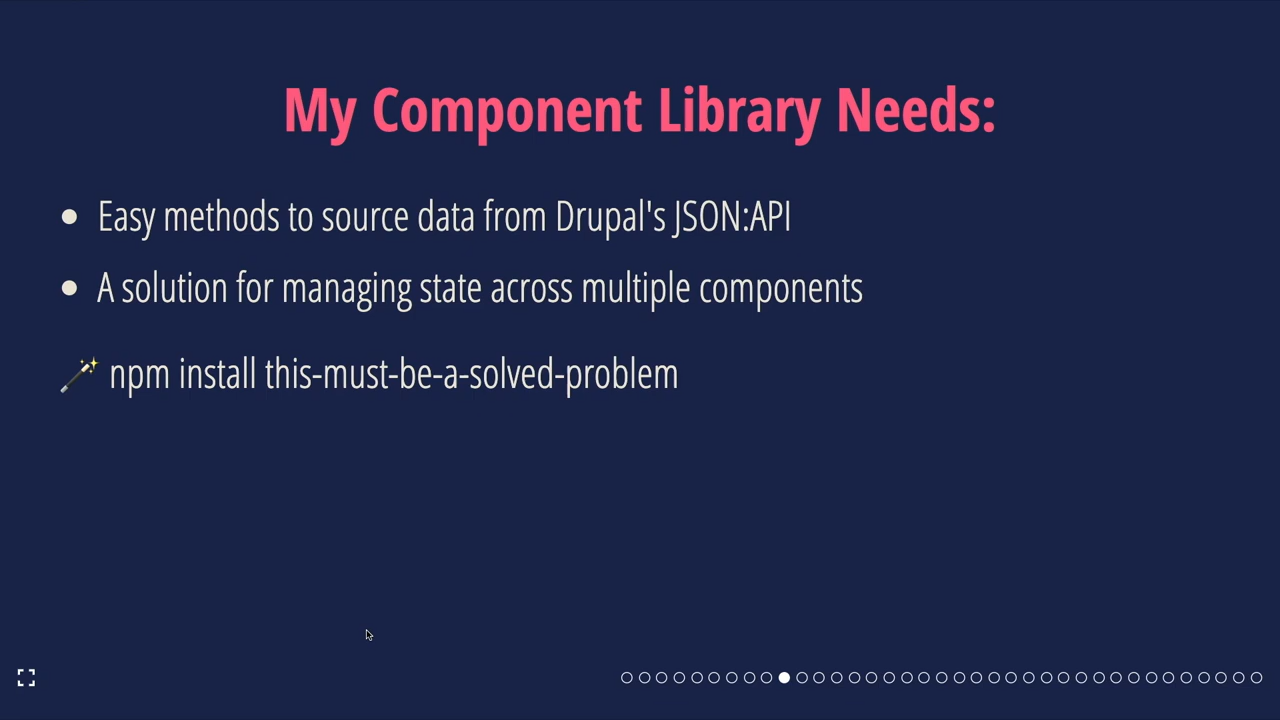 My Component Library Needs:
Easy methods to source data from Drupal's JSON:API
A solution for managing state across multiple components
npm install this-must-be-a-solved-problem